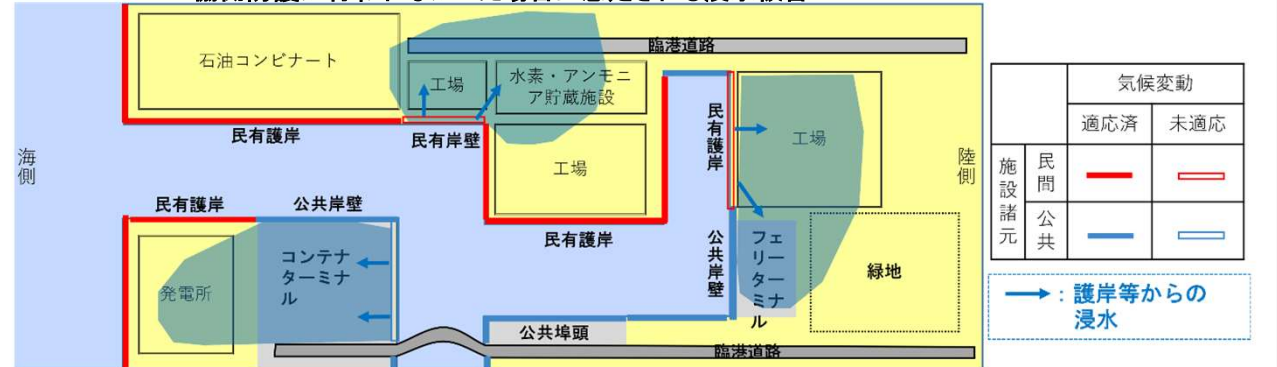 臨港道路
石油コンビナート
工場
水素・アンモニ
ア貯蔵施設
民有護岸
民有岸壁
工場
民有護岸
民有護岸
工場
海側
陸側
民有護岸
公共岸壁
コンテナ
ターミナ
ル
発電所
公共岸壁
フェ
リー
ター
ミナ
ル
緑地
公共埠頭
臨港道路
気候変動
適応済
未適応
施設諸元
民間
公共
：護岸等からの
浸水